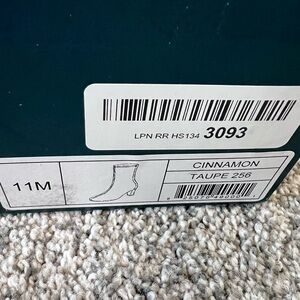 LPN RR HS134 3093
11M
CINNAMON
TAUPE 256